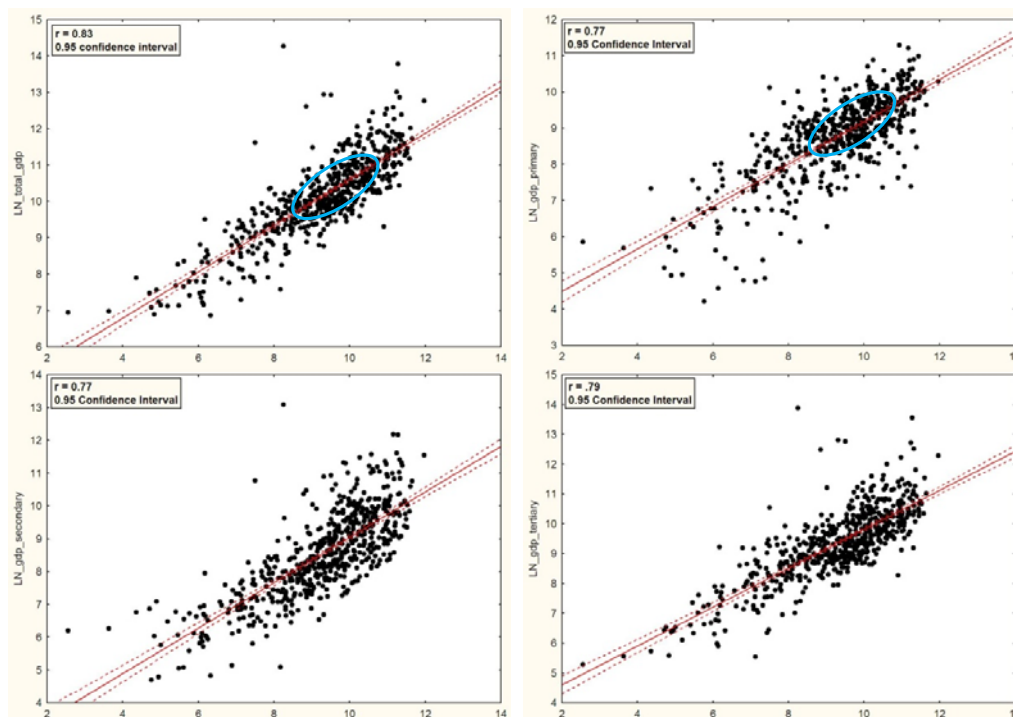 r = 0.83
0.95 confidence interval
15
14
13
12
11
10
9
8
7
6
LN_total_gdp
2 4 6 8 10 12 14
r = 0.77
0.95 Confidence Interval
11
10
9
8
7
6
5
4
3
LN_gdp_primary
2 4 6 8 10 12
r = 0.77
0.95 Confidence Interval
14
13
12
11
10
9
8
7
6
5
4
LN_gdp_secondary
2 4 6 8 10 12 14
r = .79
0.95 Confidence Interval
15
14
13
12
11
10
9
8
7
6
5
4
LN_gdp_tertiary
2 4 6 8 10 12